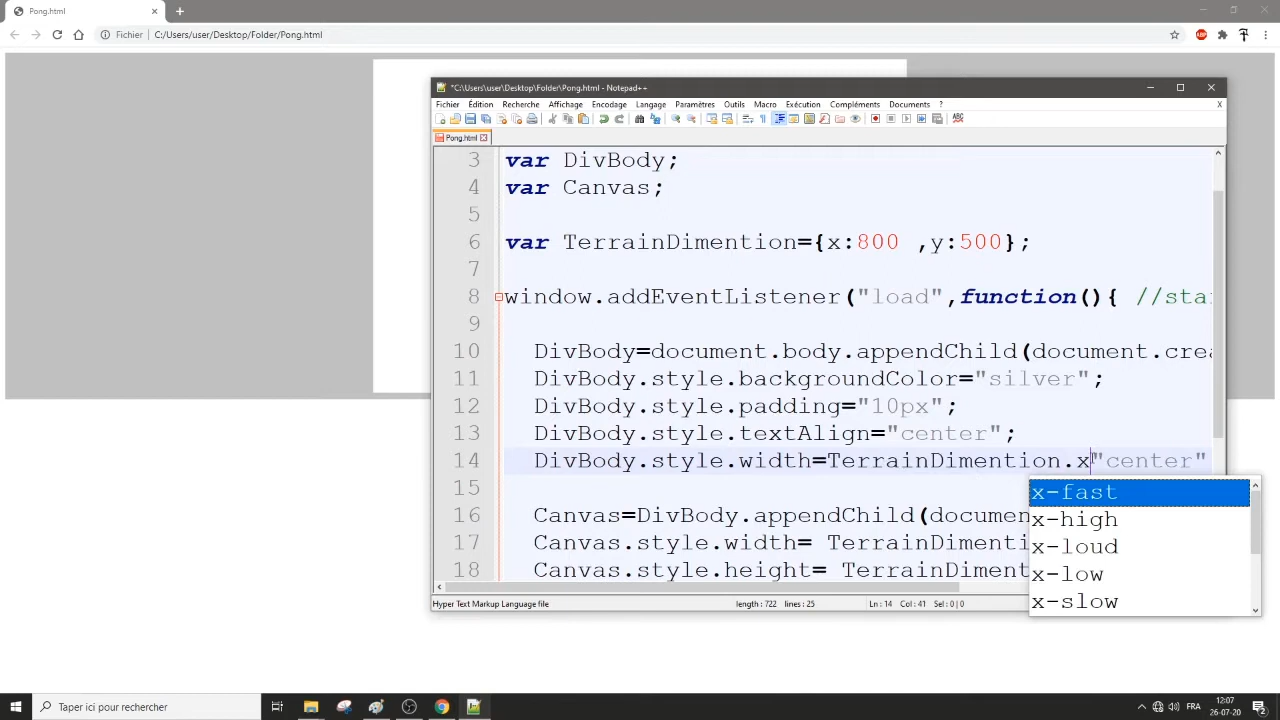 Pong.html
Fichier C:/Users/user/Desktop/Folder/Pong.html
ABP
*C:\Users\user\Desktop\Folder\Pong.html - Notepad++
Fichier Édition Recherche Affichage Encodage Langage Paramètres Outils Macro Exécution Compléments Documents ? X
ABC
Pong.html
3 var DivBody;
4 var Canvas;
5
6 var TerrainDimention={x:800 ,y:500};
7
8 window.addEventListener("load",function(){ //sta
9
10 DivBody=document.body.appendChild(document.crea
11 DivBody.style.backgroundColor="silver";
12 DivBody.style.padding="10px";
13 DivBody.style.textAlign="center";
14 DivBody.style.width=TerrainDimention.x"center"
15
16 Canvas=DivBody.appendChild(documen
17 Canvas.style.width= TerrainDimenti
18 Canvas.style.height= TerrainDimen
x-fast
x-high
x-loud
x-low
x-slow
Hyper Text Markup Language file length : 722 lines : 25 Ln : 14 Col : 41 Sel : 0 | 0
Taper ici pour rechercher
FRA
12:07
26-07-20
2